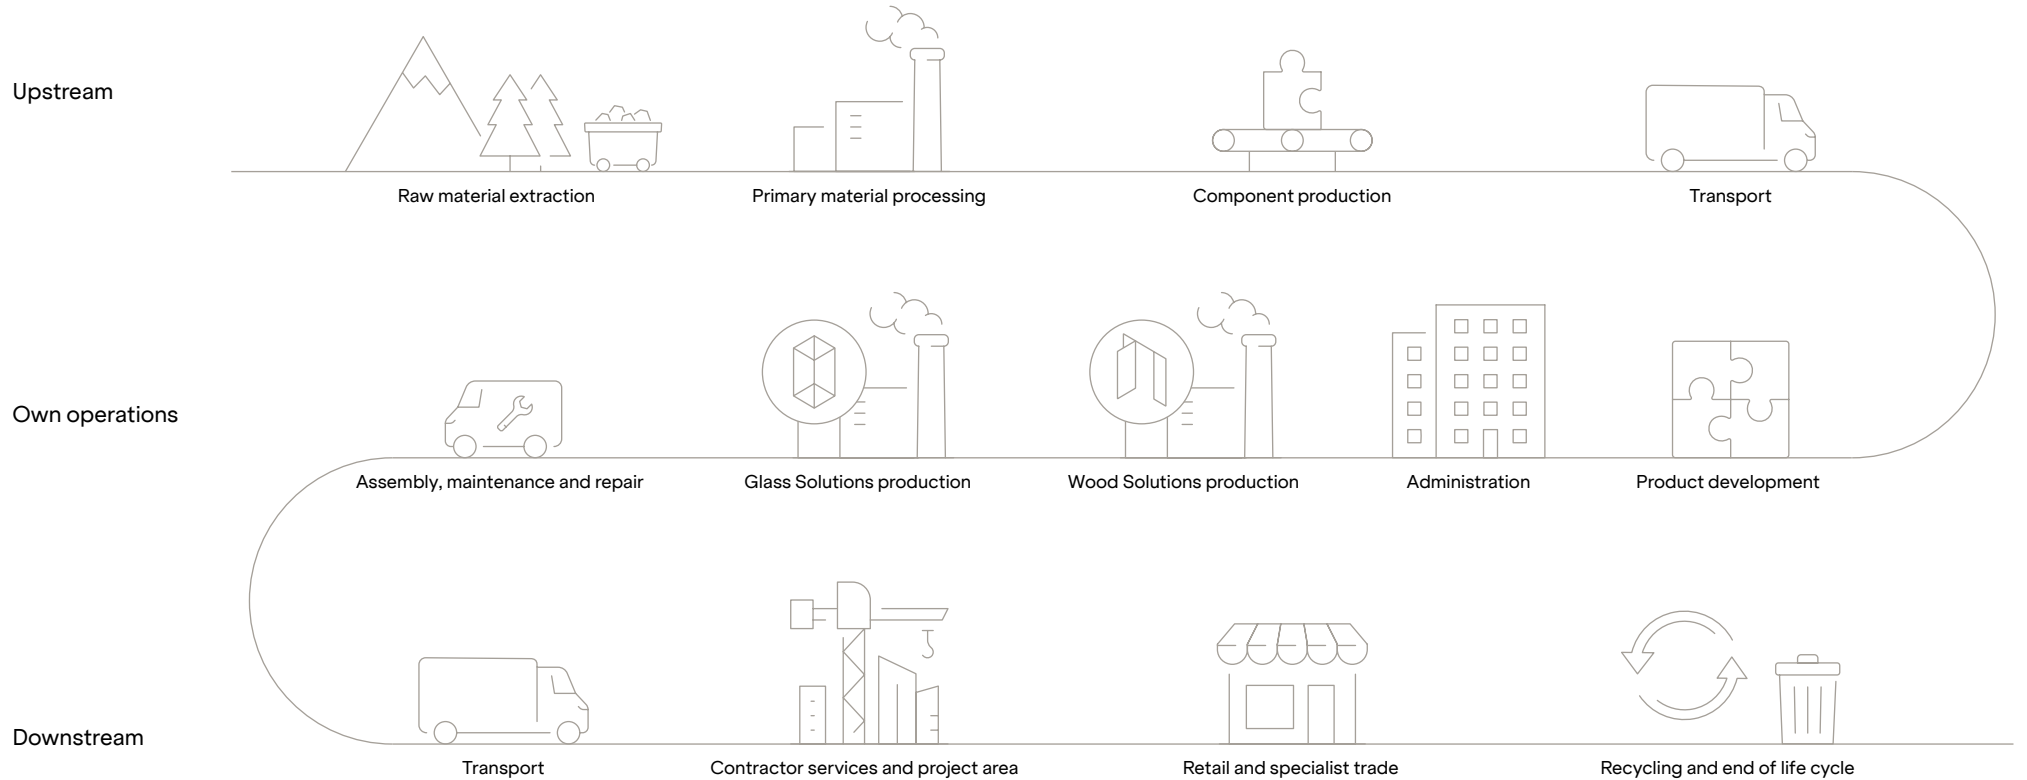 Upstream
Raw material extraction
Primary material processing
Component production
Transport
Own operations
Assembly, maintenance and repair
Glass Solutions production
Wood Solutions production
Administration
Product development
Downstream
Transport
Contractor services and project area
Retail and specialist trade
Recycling and end of life cycle